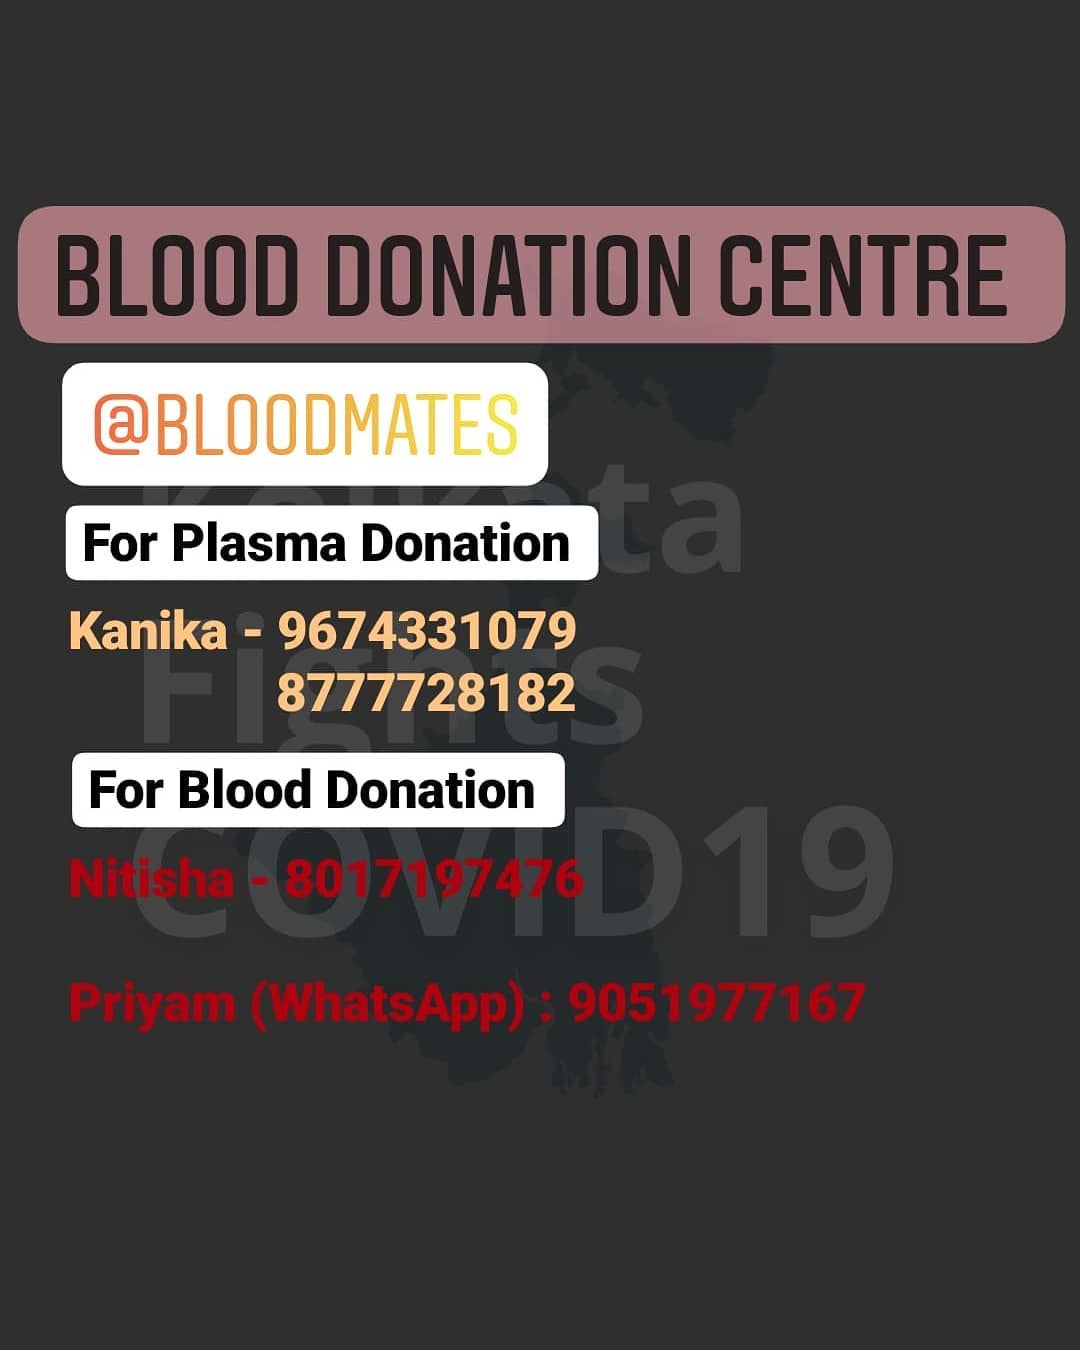 BLOOD DONATION CENTRE
@BLOODMATES
For Plasma Donation
Kanika - 9674331079
8777728182
For Blood Donation
Nitisha - 8017197476
Priyam (WhatsApp) : 9051977167
Kolkata
Fights
COVID19